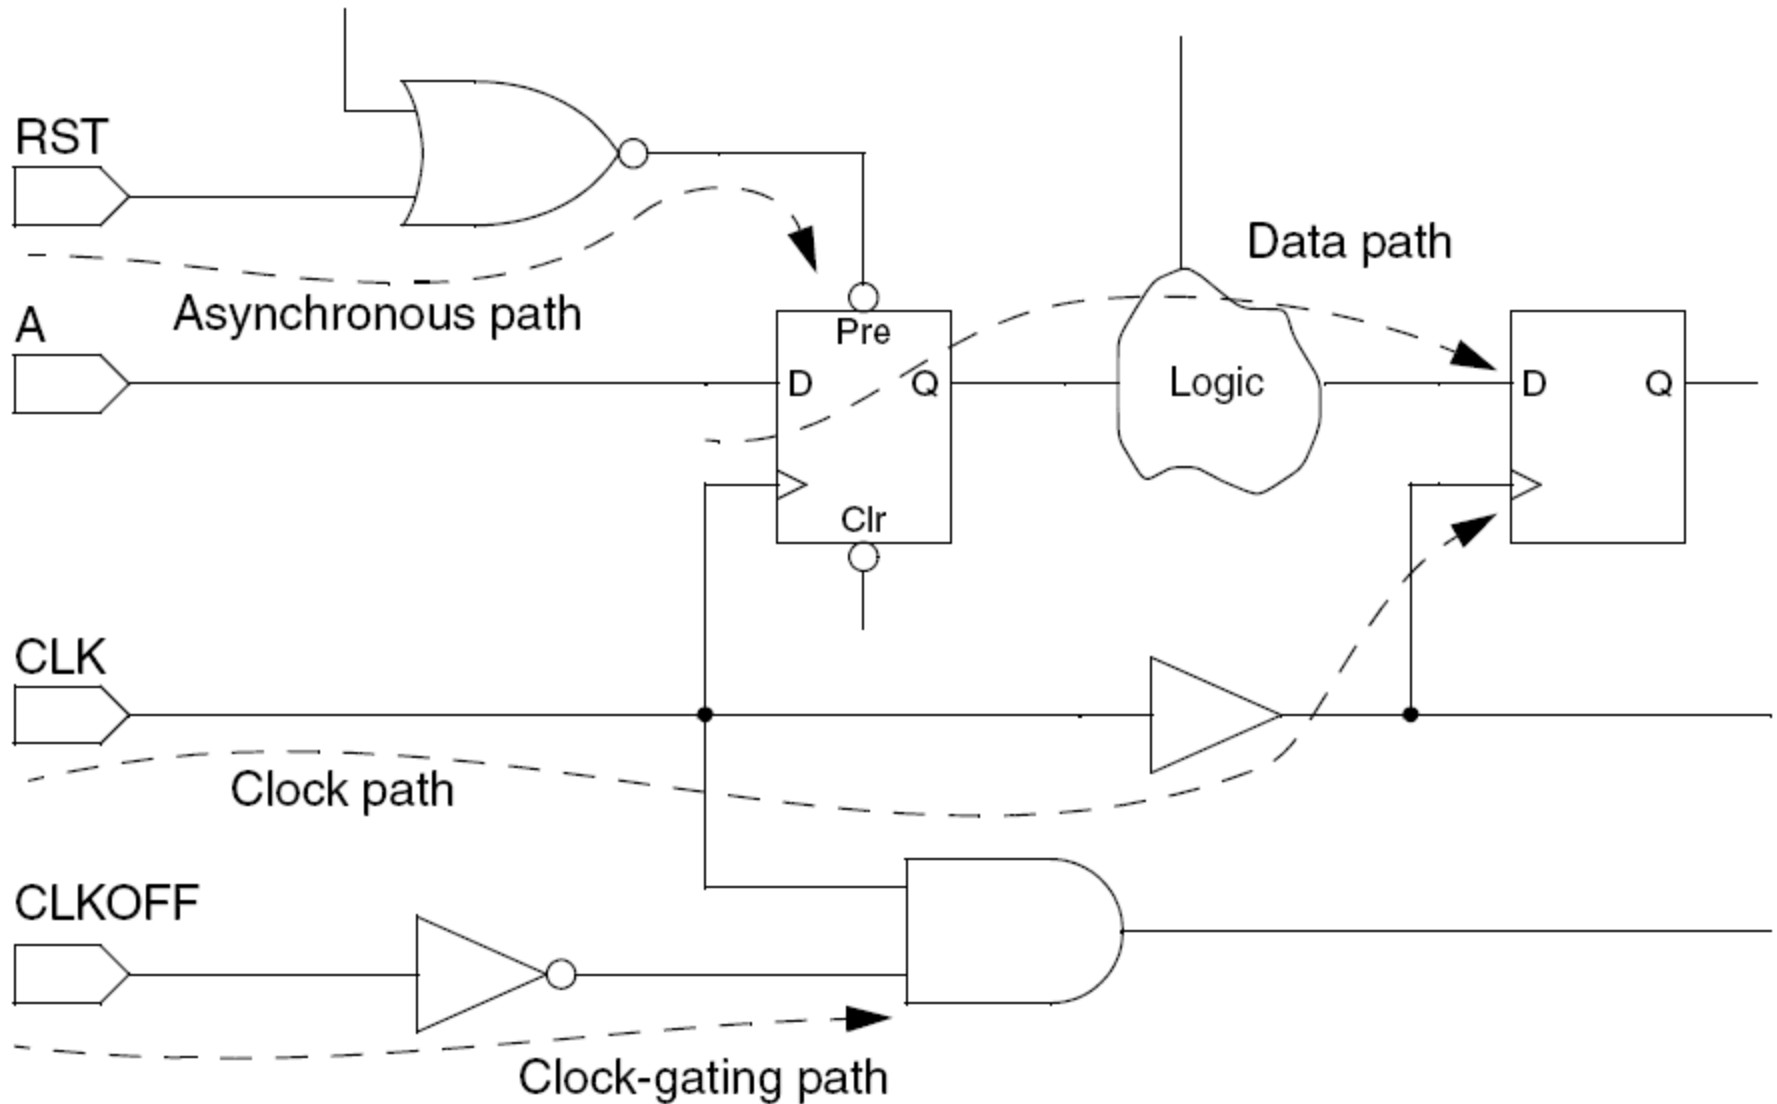 RST
Data path
Asynchronous path
A
Pre
D
Q
Logic
D
Q
Clr
CLK
Clock path
CLKOFF
Clock-gating path